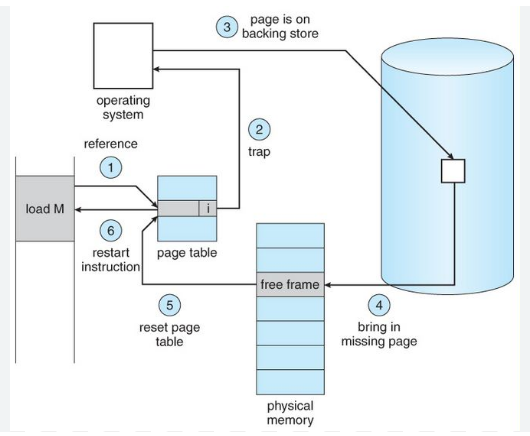 3
page is on
backing store
operating
system
2
trap
reference
1
load M
i
6
restart
instruction
page table
free frame
5
reset page
table
4
bring in
missing page
physical
memory